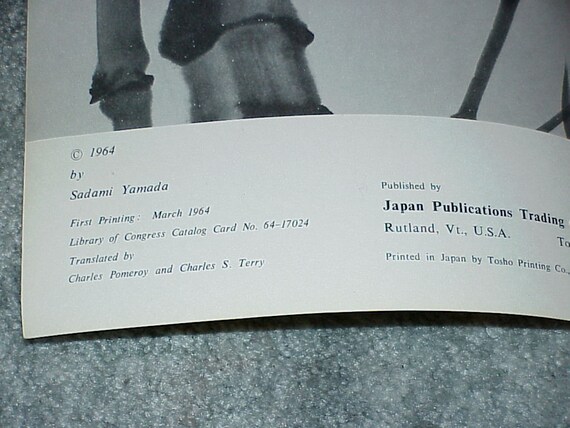 © 1964
by
Sadami Yamada
First Printing: March 1964
Library of Congress Catalog Card No. 64-17024
Translated by
Charles Pomeroy and Charles S. Terry
Published by
Japan Publications Trading
Rutland, Vt., U.S.A.
Printed in Japan by Tosho Printing Co.,